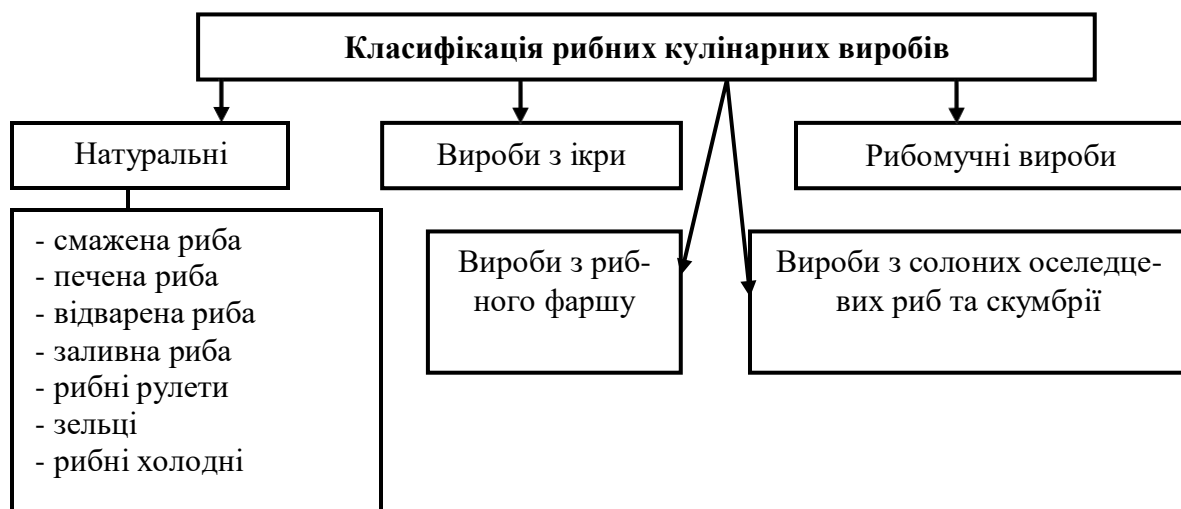 Класифікація рибних кулінарних виробів
Натуральні
Вироби з ікри
Рибомучні вироби
- смажена риба
- печена риба
- відварена риба
- заливна риба
- рибні рулети
- зельці
- рибні холодні
Вироби з риб-
ного фаршу
Вироби з солоних оселедце-
вих риб та скумбрії